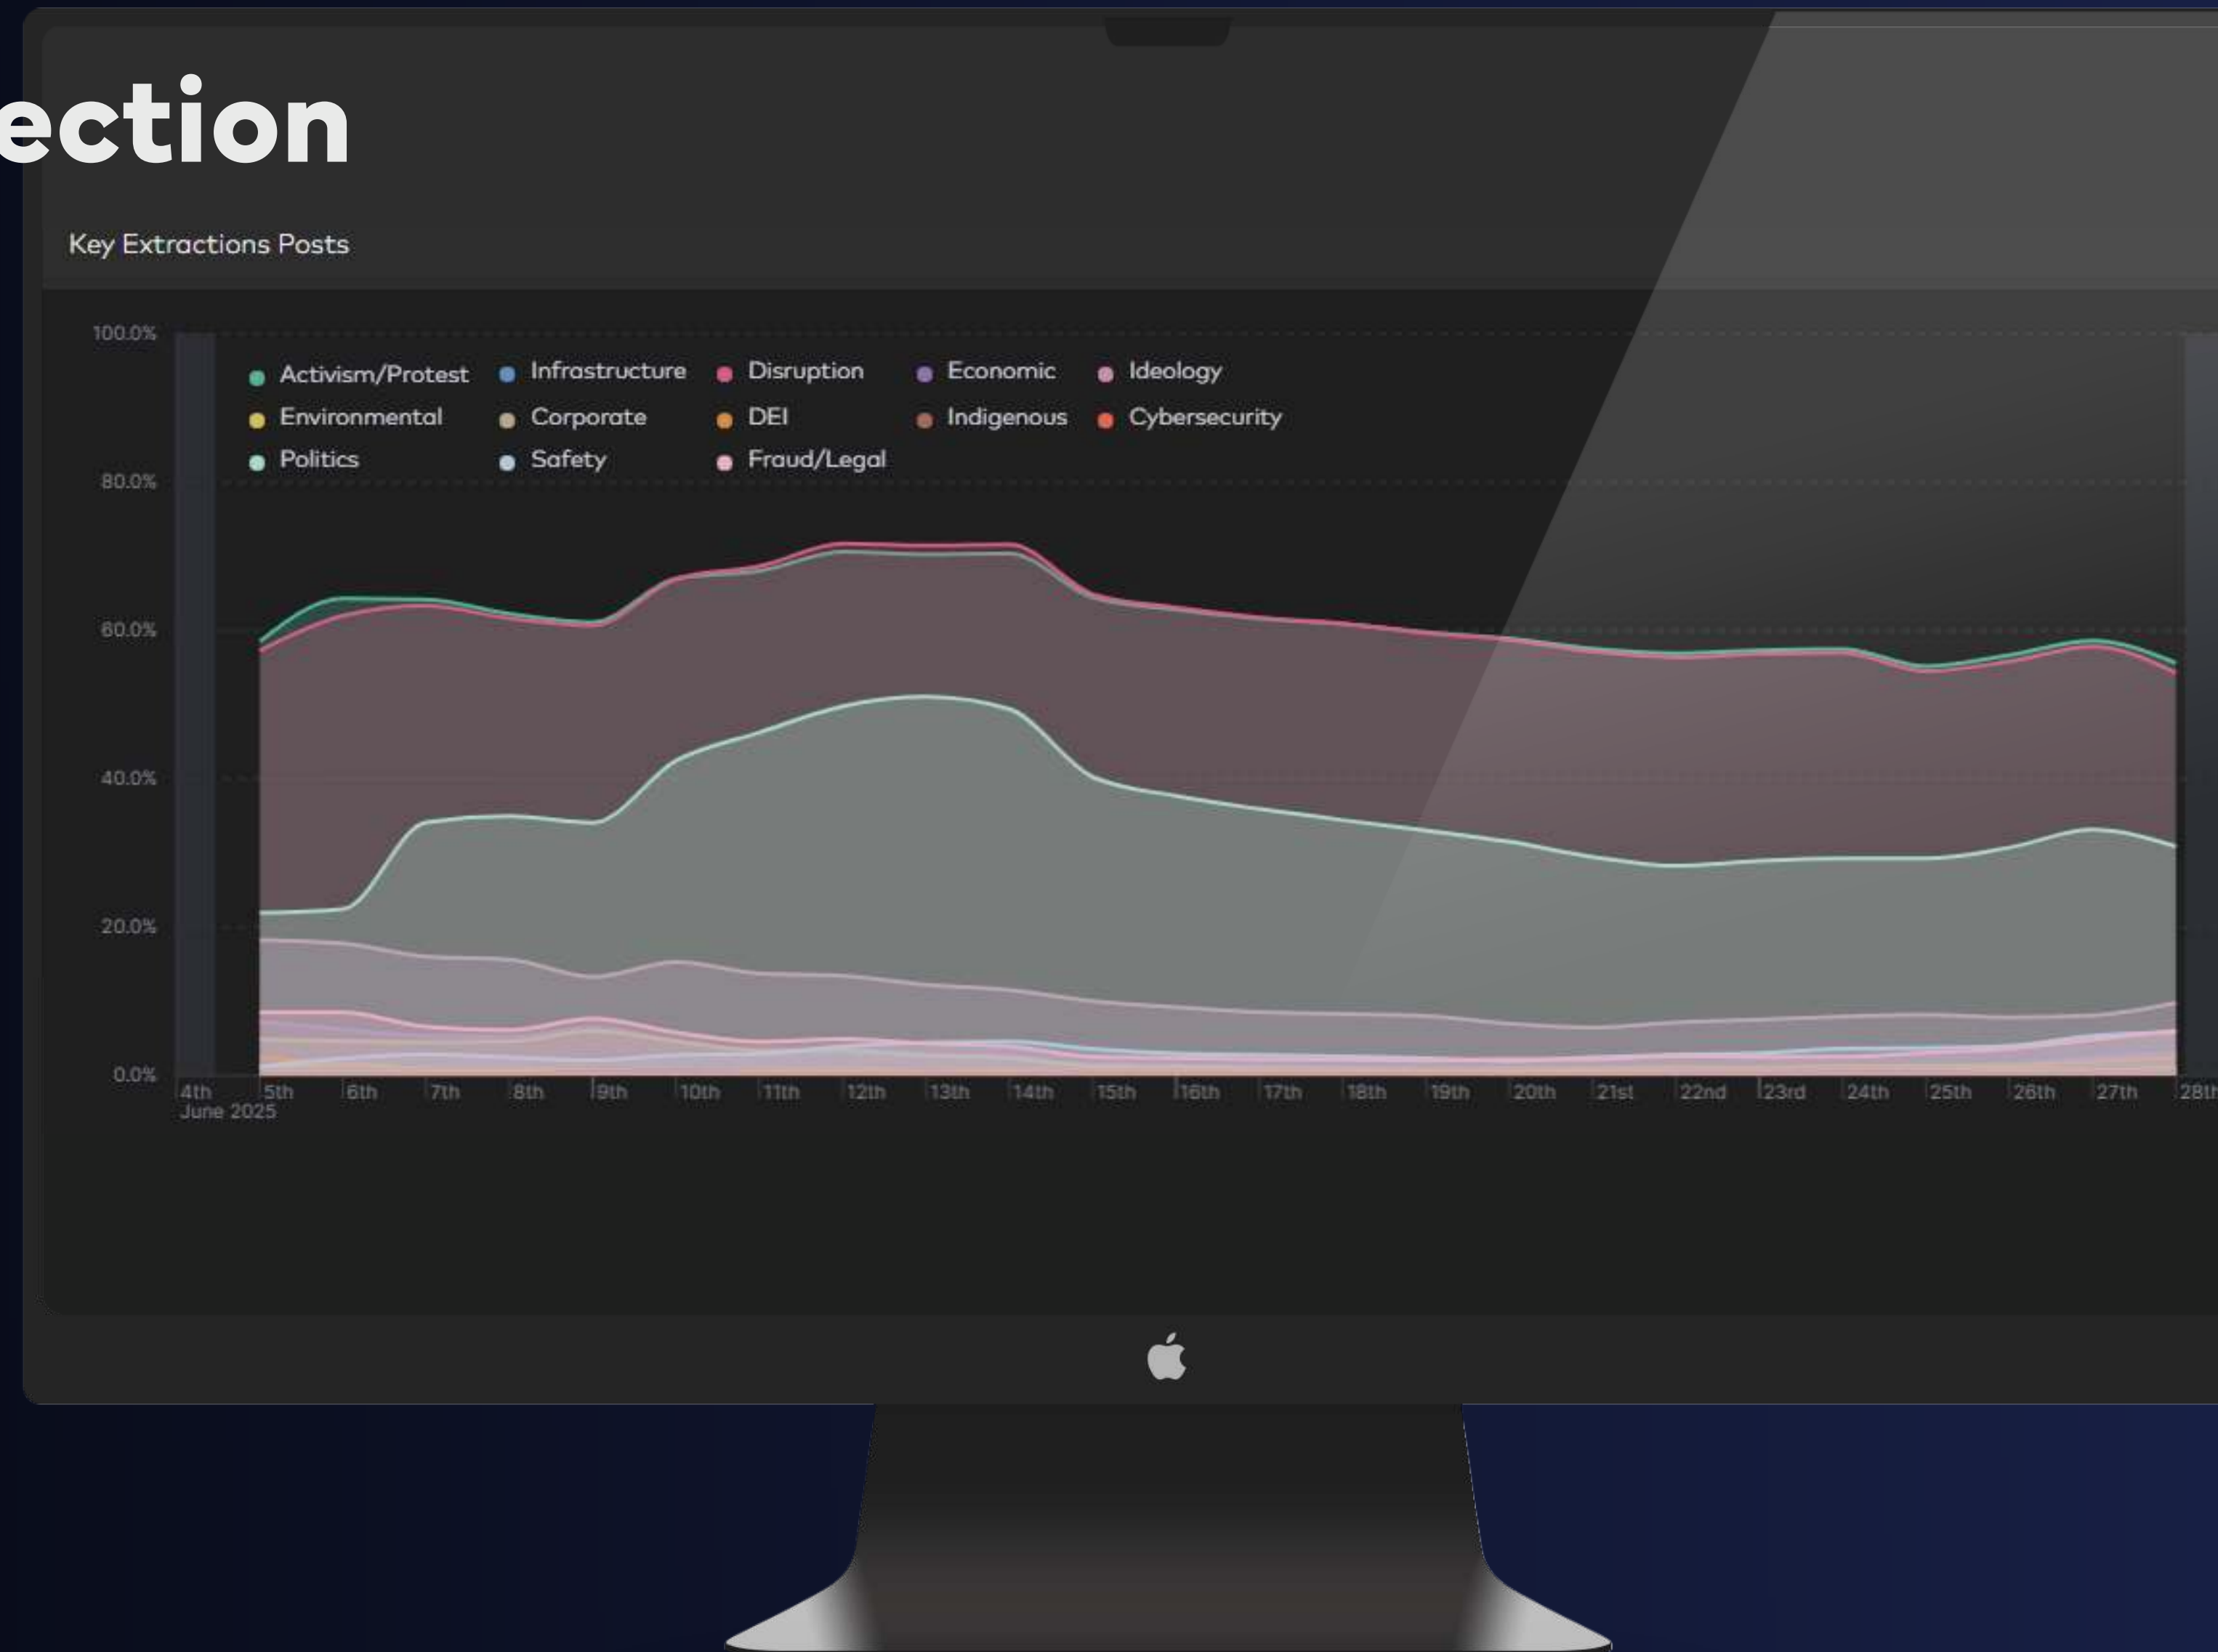 ection
Key Extractions Posts
100.0%
Activism/Protest Infrastructure Disruption Economic Ideology
Environmental Corporate DEI Indigenous Cybersecurity
Politics Safety Fraud/Legal
80.0%
60.0%
40.0%
20.0%
0.0%
4th 5th 6th 7th 8th 9th 10th 11th 12th 13th 14th 15th 16th 17th 18th 19th 20th 21st 22nd 23rd 24th 25th 26th 27th 28th
June 2025